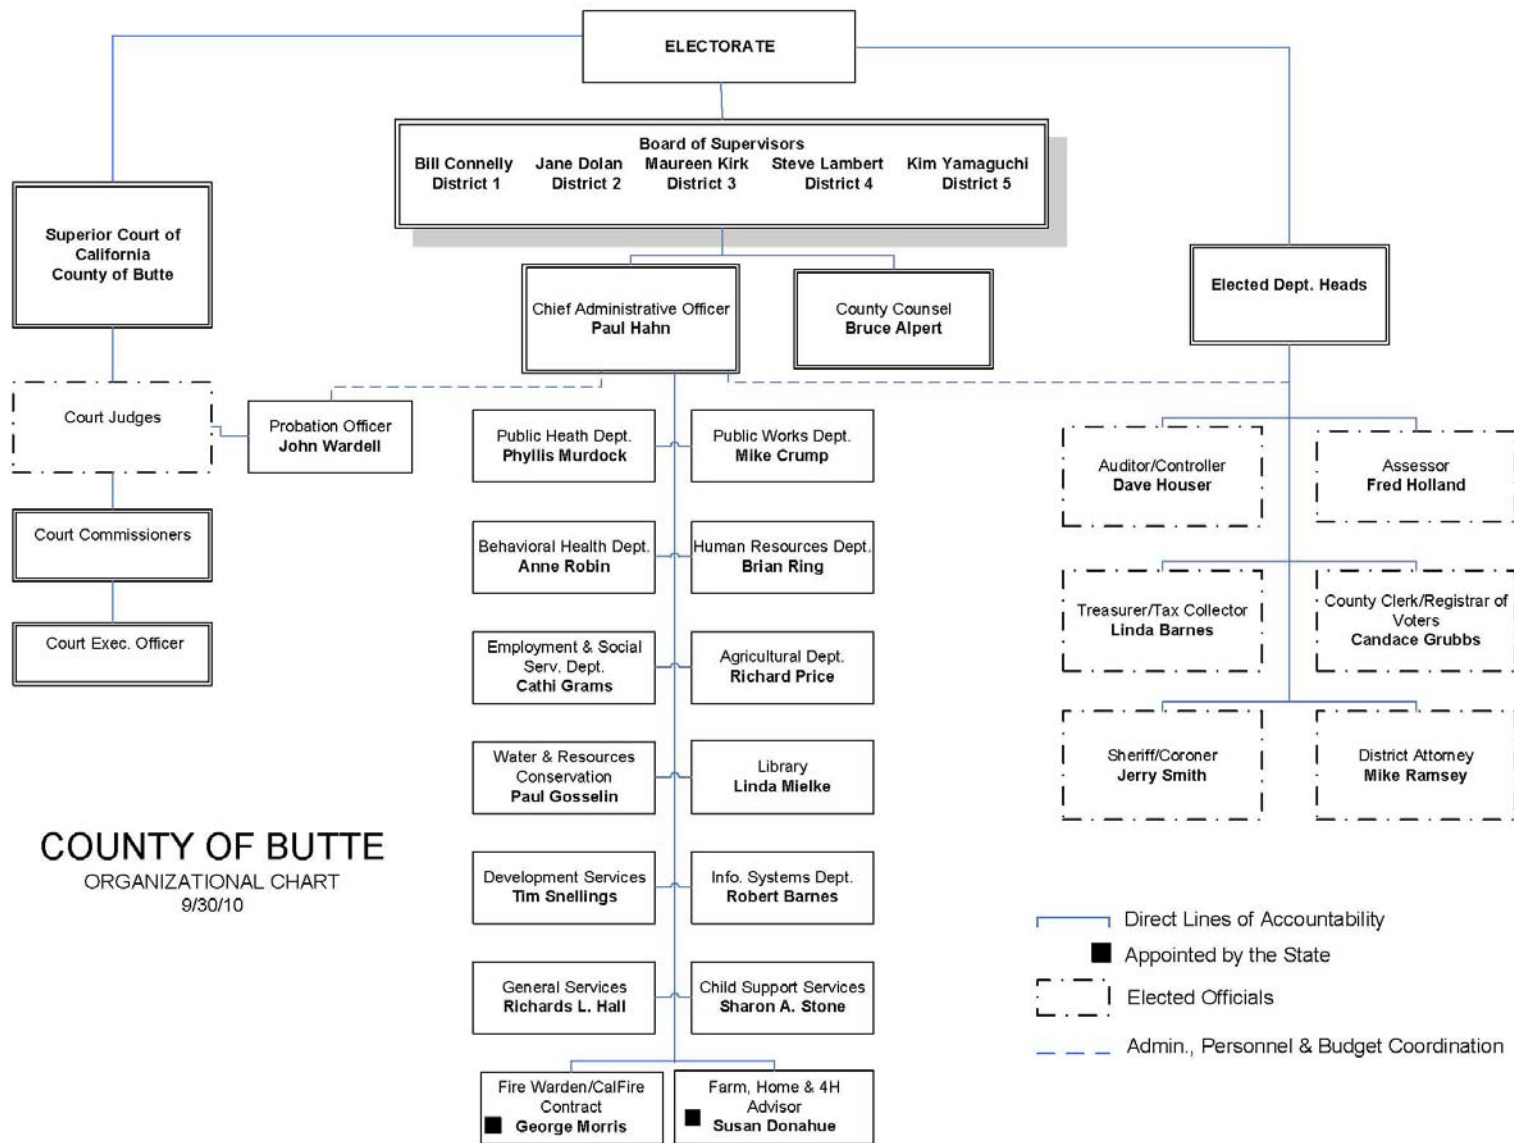 ELECTORATE
Board of Supervisors
Bill Connelly Jane Dolan Maureen Kirk Steve Lambert Kim Yamaguchi
District 1 District 2 District 3 District 4 District 5
Superior Court of
California
County of Butte
Chief Administrative Officer
Paul Hahn
County Counsel
Bruce Alpert
Elected Dept. Heads
Court Judges
Probation Officer
John Wardell
Court Commissioners
Court Exec. Officer
Public Heath Dept.
Phyllis Murdock
Public Works Dept.
Mike Crump
Behavioral Health Dept.
Anne Robin
Human Resources Dept.
Brian Ring
Employment & Social
Serv. Dept.
Cathi Grams
Agricultural Dept.
Richard Price
Water & Resources
Conservation
Paul Gosselin
Library
Linda Mielke
Development Services
Tim Snellings
Info. Systems Dept.
Robert Barnes
General Services
Richards L. Hall
Child Support Services
Sharon A. Stone
Fire Warden/CalFire
Contract
George Morris
Farm, Home & 4H
Advisor
Susan Donahue
Auditor/Controller
Dave Houser
Assessor
Fred Holland
Treasurer/Tax Collector
Linda Barnes
County Clerk/Registrar of
Voters
Candace Grubbs
Sheriff/Coroner
Jerry Smith
District Attorney
Mike Ramsey
COUNTY OF BUTTE
ORGANIZATIONAL CHART
9/30/10
Direct Lines of Accountability
Appointed by the State
Elected Officials
Admin., Personnel & Budget Coordination